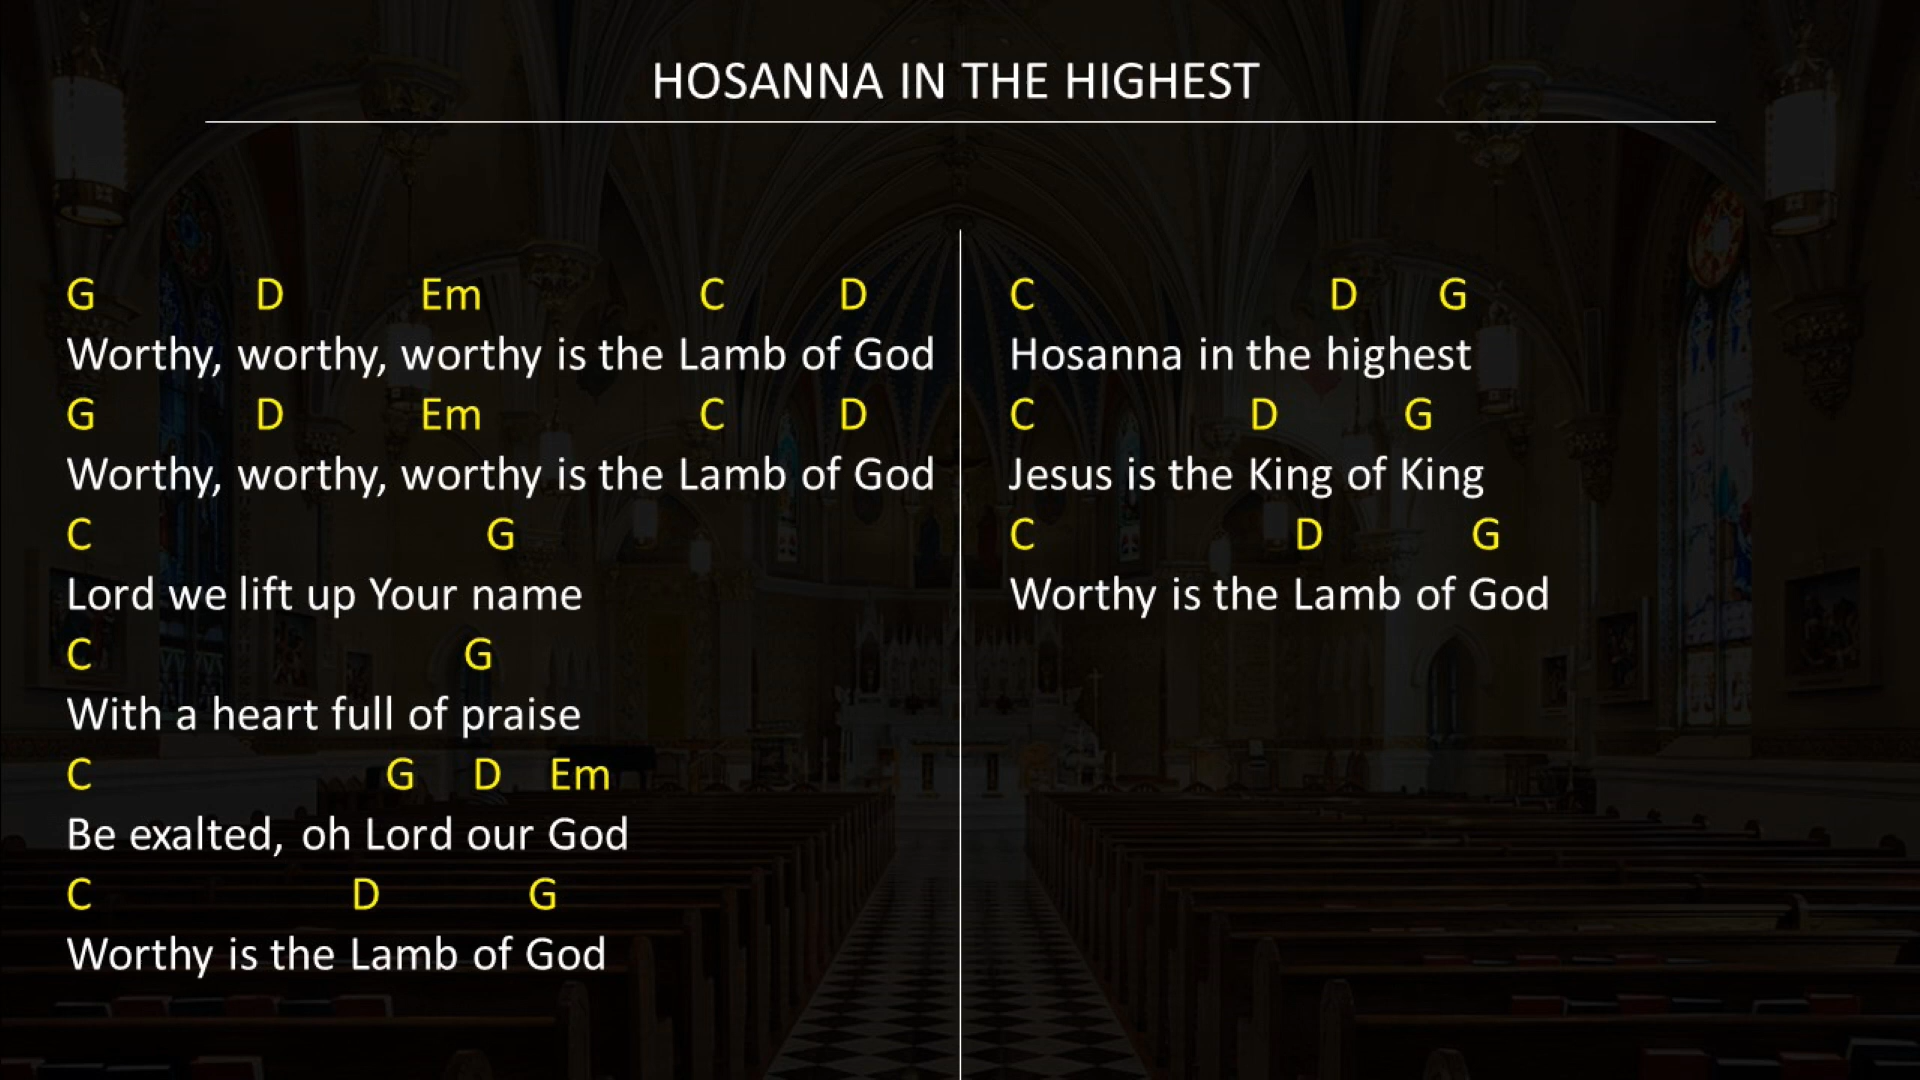 HOSANNA IN THE HIGHEST
G D Em C D
Worthy, worthy, worthy is the Lamb of God
G D Em C D
Worthy, worthy, worthy is the Lamb of God
C G
Lord we lift up Your name
C G
With a heart full of praise
C G D Em
Be exalted, oh Lord our God
C D G
Worthy is the Lamb of God
C D G
Hosanna in the highest
C D G
Jesus is the King of King
C D G
Worthy is the Lamb of God